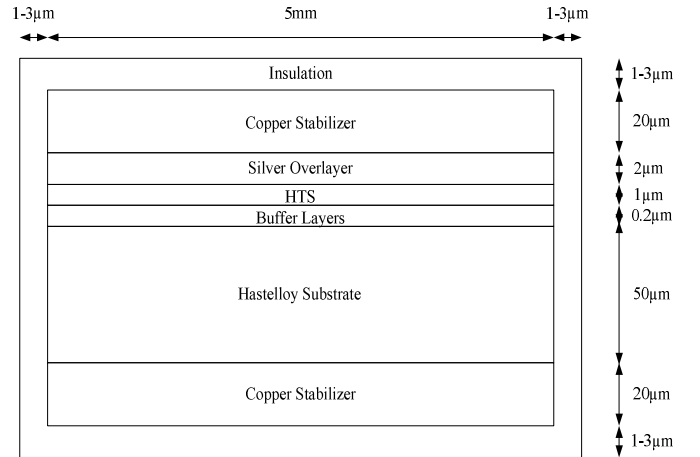 1-3µm 5mm 1-3µm
Insulation 1-3µm
Copper Stabilizer 20µm
Silver Overlayer 2µm
HTS 1µm
Buffer Layers 0.2µm
Hastelloy Substrate 50µm
Copper Stabilizer 20µm
1-3µm